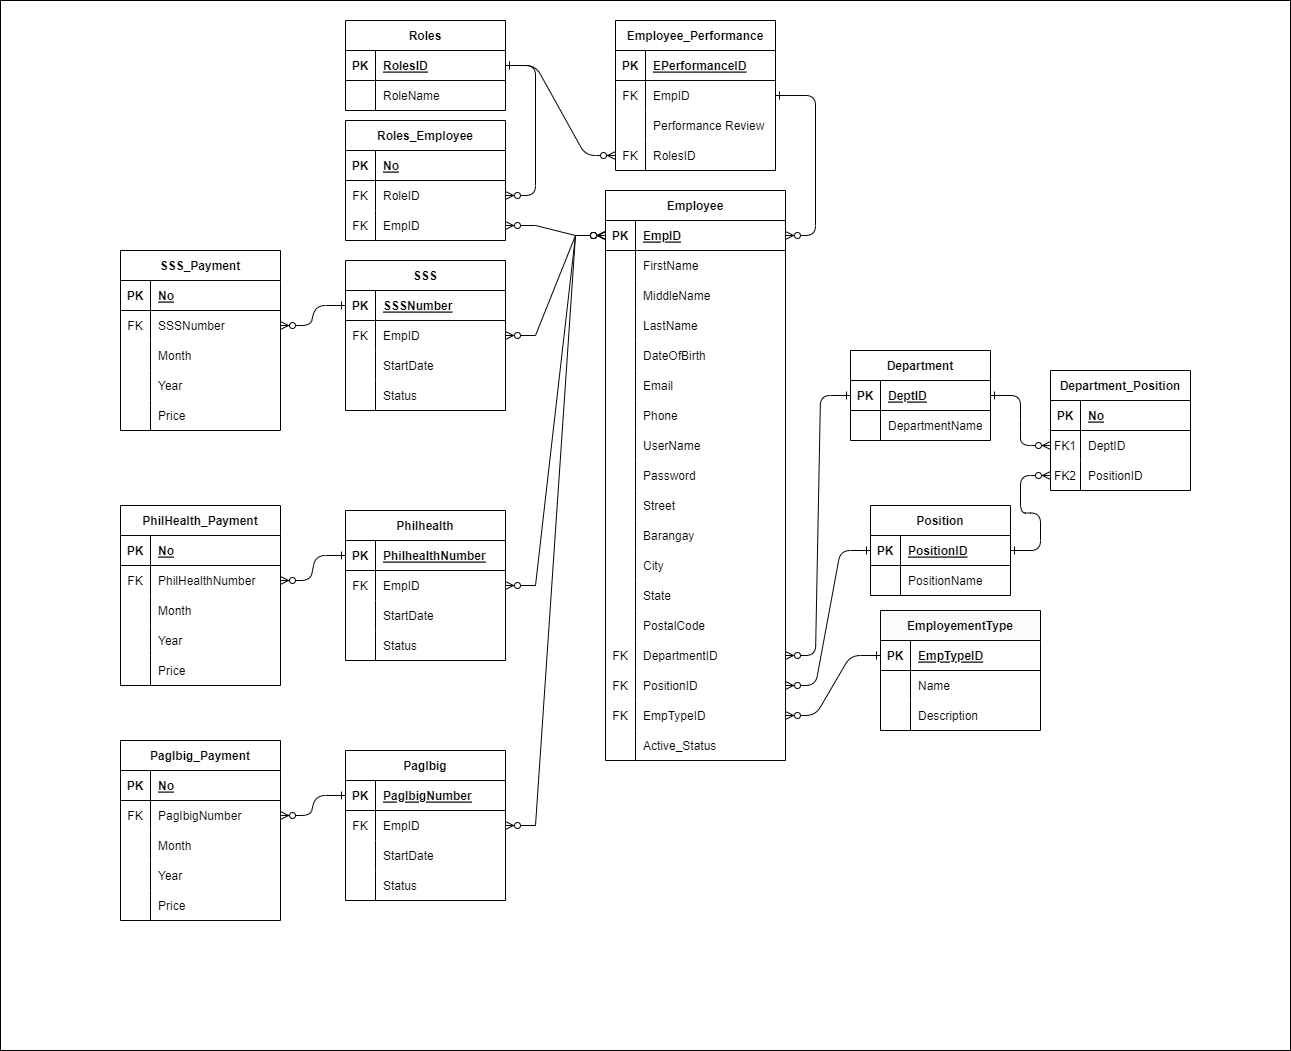 Roles
PK RolesID
RoleName
Employee_Performance
PK EPerformanceID
FK EmpID
Performance Review
FK RolesID
Roles_Employee
PK No
FK RoleID
FK EmpID
Employee
PK EmpID
FirstName
MiddleName
LastName
DateOfBirth
Email
Phone
UserName
Password
Street
Barangay
City
State
PostalCode
FK DepartmentID
FK PositionID
FK EmpTypeID
Active_Status
SSS_Payment
PK No
FK SSSNumber
Month
Year
Price
SSS
PK SSSNumber
FK EmpID
StartDate
Status
Department
PK DeptID
DepartmentName
Department_Position
PK No
FK1 DeptID
FK2 PositionID
PhilHealth_Payment
PK No
FK PhilHealthNumber
Month
Year
Price
Philhealth
PK PhilhealthNumber
FK EmpID
StartDate
Status
Position
PK PositionID
PositionName
EmployementType
PK EmpTypeID
Name
Description
PagIbig_Payment
PK No
FK PagIbigNumber
Month
Year
Price
PagIbig
PK PagIbigNumber
FK EmpID
StartDate
Status